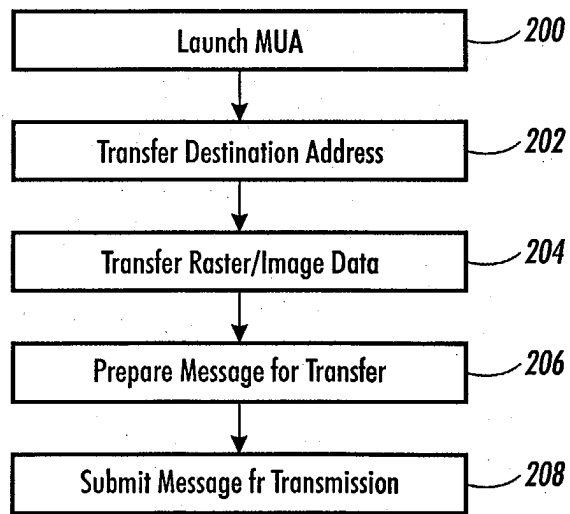 Launch MUA
200
Transfer Destination Address
202
Transfer Raster/Image Data
204
Prepare Message for Transfer
206
Submit Message fr Transmission
208